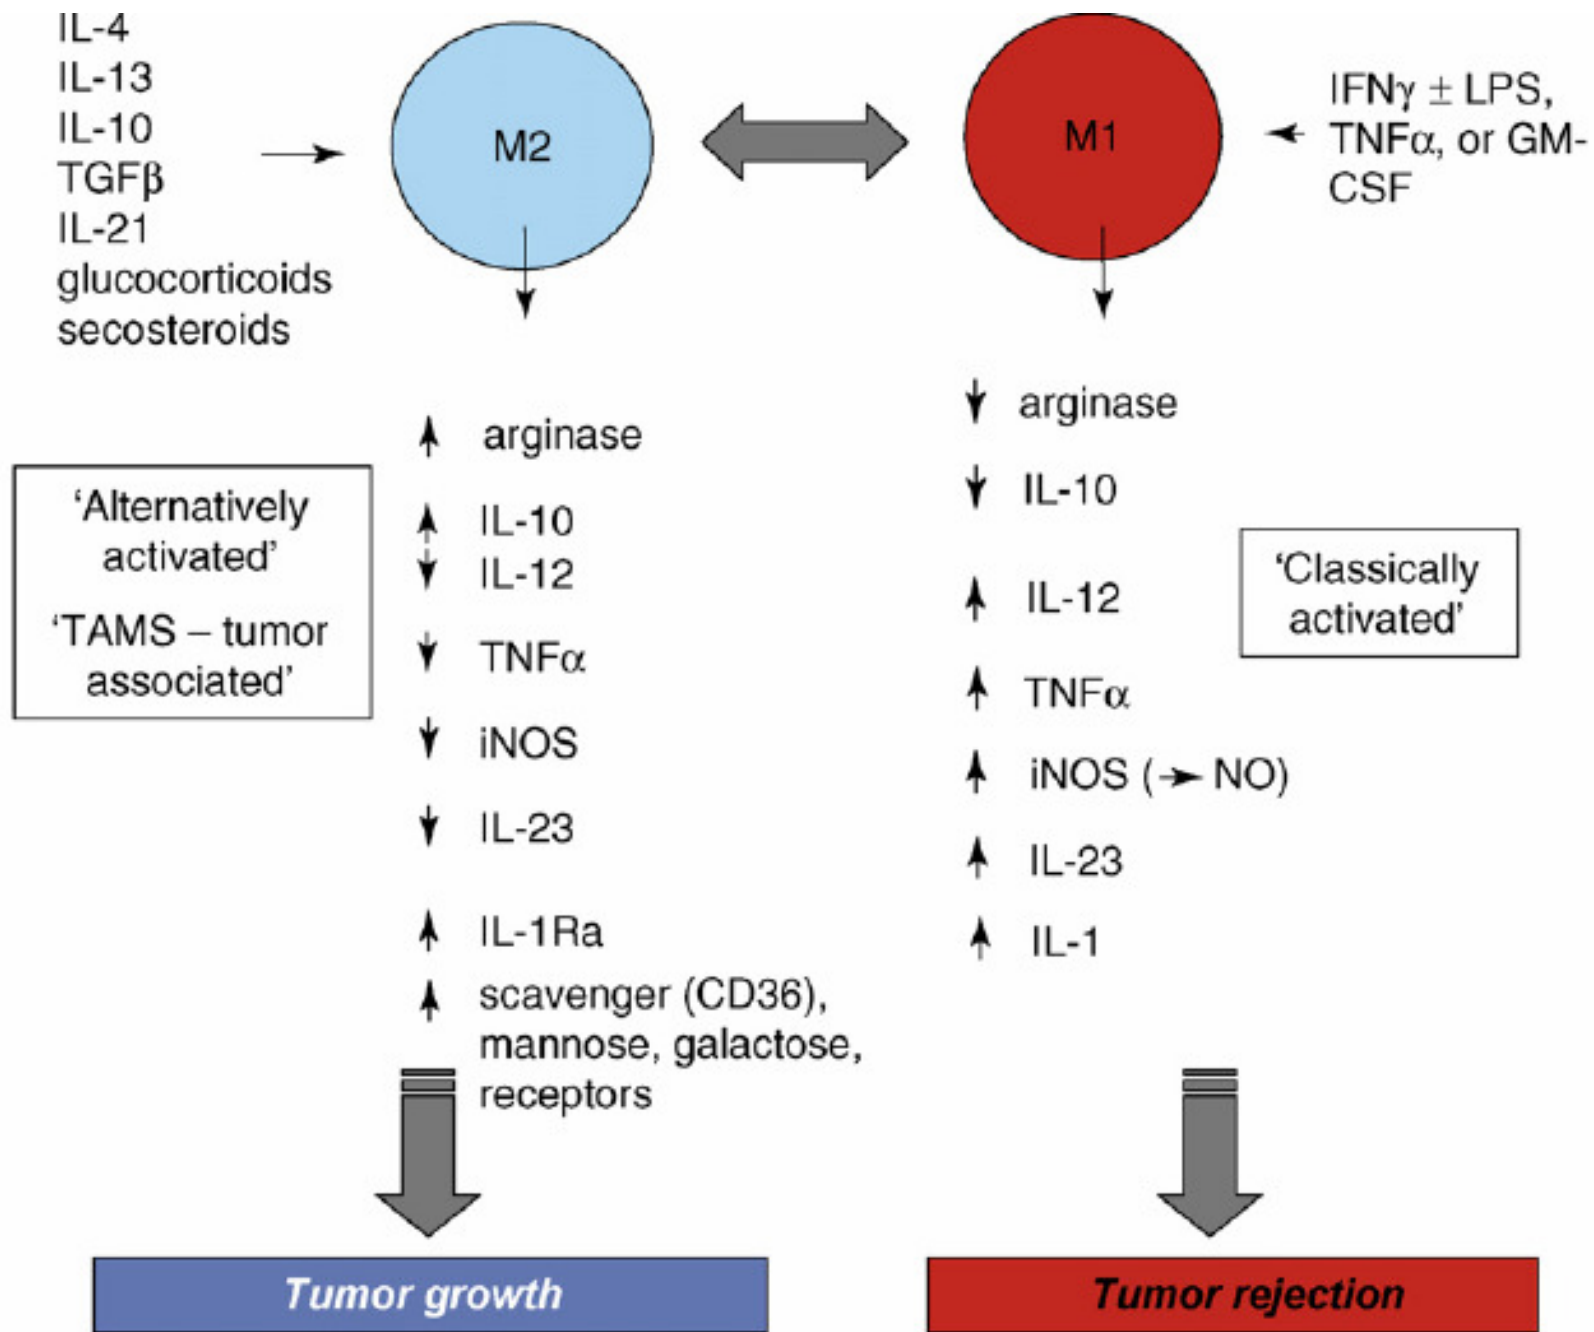 IL-4
IL-13
IL-10
TGFβ
IL-21
glucocorticoids
secosteroids
M2
M1
IFNγ ± LPS,
TNFα, or GM-
CSF
‘Alternatively
activated’
‘TAMS – tumor
associated’
arginase
IL-10
IL-12
TNFα
iNOS
IL-23
IL-1Ra
scavenger (CD36),
mannose, galactose,
receptors
arginase
IL-10
IL-12
TNFα
iNOS (→ NO)
IL-23
IL-1
‘Classically
activated’
Tumor growth
Tumor rejection